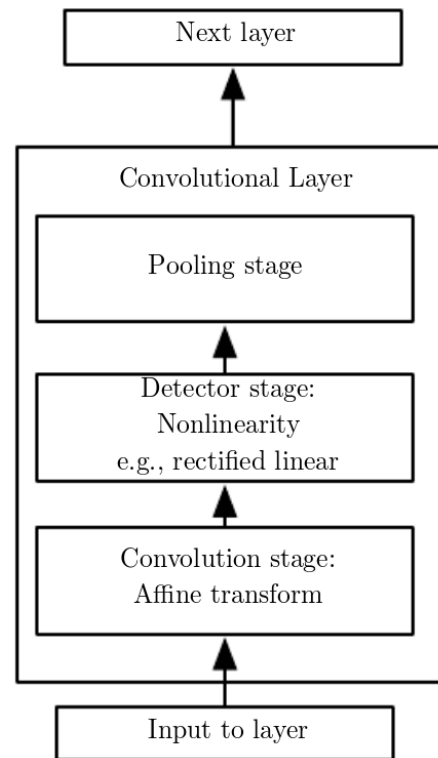 Next layer
Convolutional Layer
Pooling stage
Detector stage:
Nonlinearity
e.g., rectified linear
Convolution stage:
Affine transform
Input to layer